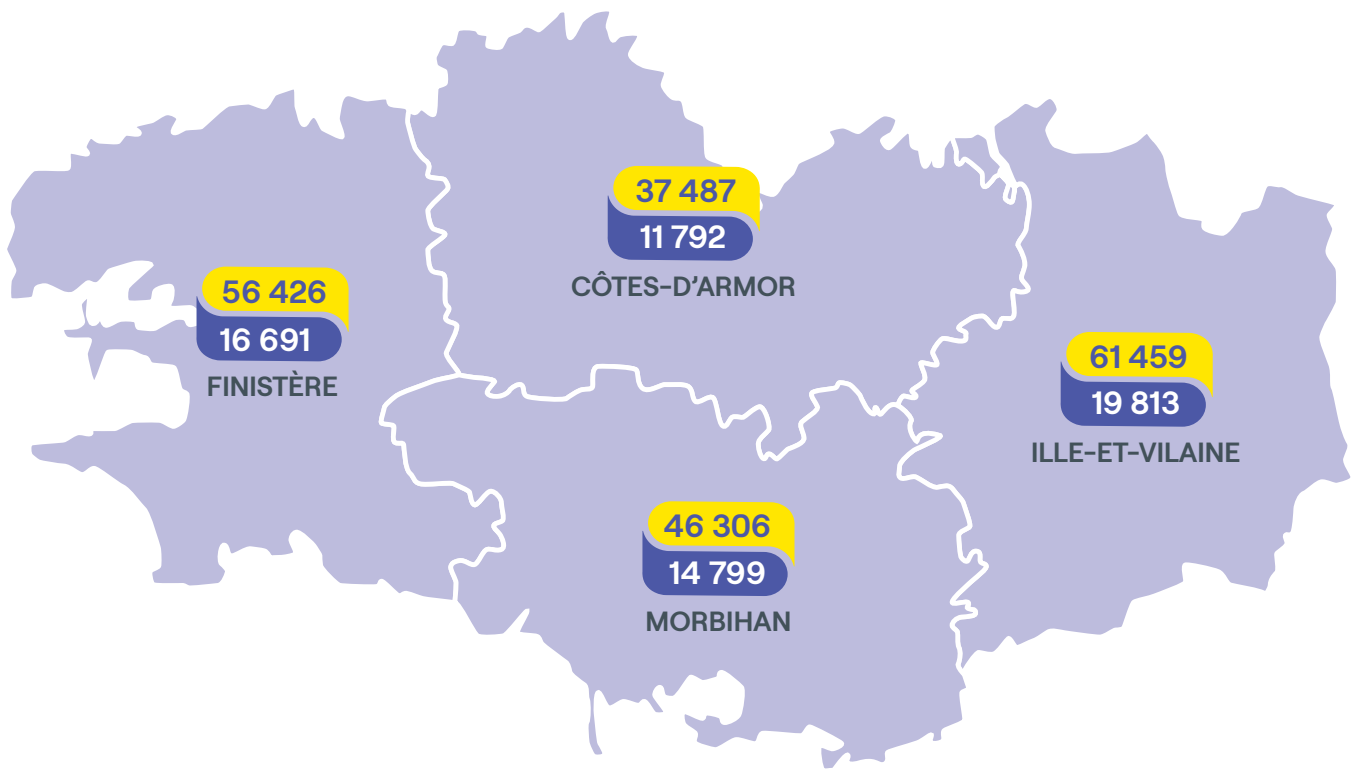 37 487
11 792
CÔTES-D'ARMOR
56 426
16 691
FINISTÈRE
61 459
19 813
ILLE-ET-VILAINE
46 306
14 799
MORBIHAN